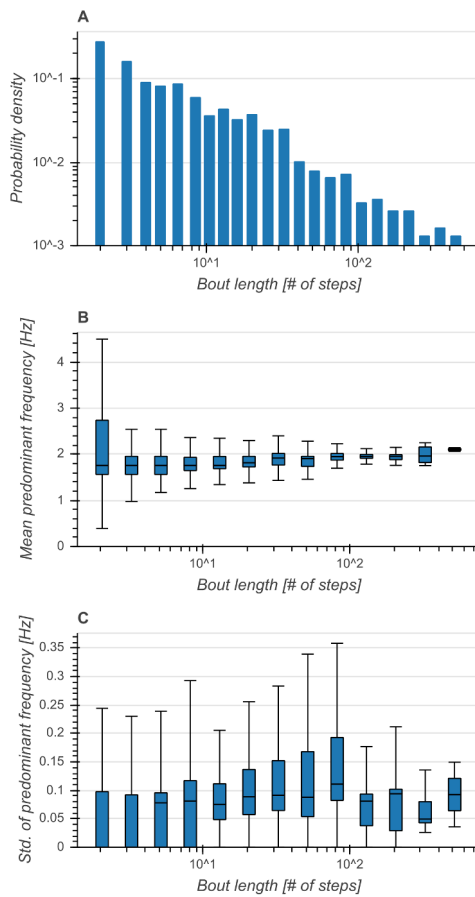 A
Probability density
10^-1
10^-2
10^-3
10^1
10^2
Bout length [# of steps]
B
Mean predominant frequency [Hz]
4
3
2
1
0
10^1
10^2
Bout length [# of steps]
C
Std. of predominant frequency [Hz]
0.35
0.3
0.25
0.2
0.15
0.1
0.05
0
10^1
10^2
Bout length [# of steps]